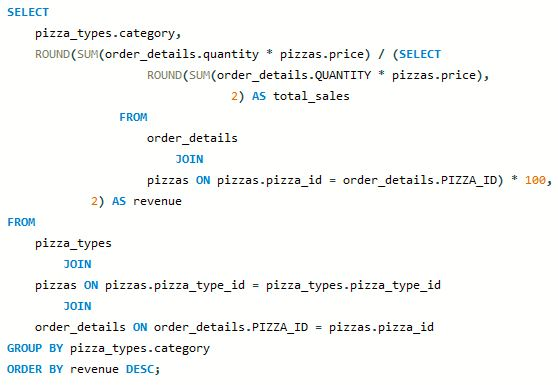 SELECT
pizza_types.category,
ROUND(SUM(order_details.quantity * pizzas.price) / (SELECT
ROUND(SUM(order_details.QUANTITY * pizzas.price),
2) AS total_sales
FROM
order_details
JOIN
pizzas ON pizzas.pizza_id = order_details.PIZZA_ID) * 100,
2) AS revenue
FROM
pizza_types
JOIN
pizzas ON pizzas.pizza_type_id = pizza_types.pizza_type_id
JOIN
order_details ON order_details.PIZZA_ID = pizzas.pizza_id
GROUP BY pizza_types.category
ORDER BY revenue DESC;